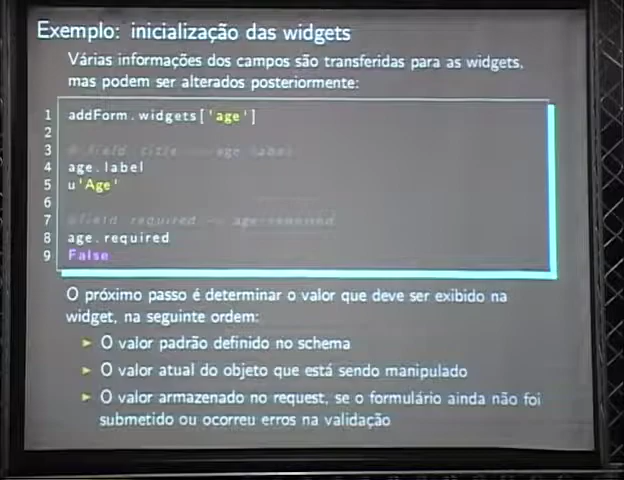 Exemplo: inicialização das widgets
Várias informações dos campos são transferidas para as widgets,
mas podem ser alterados posteriormente:
1 addForm.widgets['age']
2
3 # field.title
4 age.label
5 u'Age'
6
7 #field.required
8 age.required
9 False
O próximo passo é determinar o valor que deve ser exibido na
widget, na seguinte ordem:
► O valor padrão definido no schema
► O valor atual do objeto que está sendo manipulado
► O valor armazenado no request, se o formulário ainda não foi
submetido ou ocorreu erros na validação